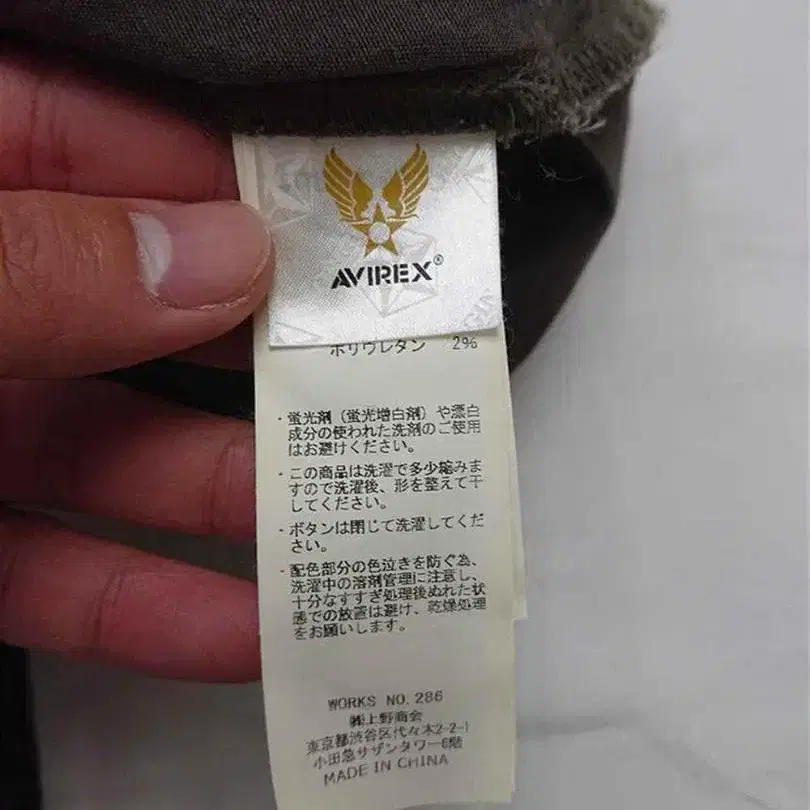 AVIREX®
ポリウレタン 2%
・蛍光剤（蛍光増白剤）や漂白
成分の使われた洗剤のご使用
はお避けください。
・この商品は洗濯で多少縮みま
すので洗濯後、形を整えて干
してください。
・ボタンは閉じて洗濯してくだ
さい。
・配色部分の色泣きを防ぐ為、
洗濯中の溶剤管理に注意し、
十分なすすぎ処理後ぬれた状
態での放置は避け、乾燥処理
をお願いします。
WORKS NO. 286
㈱上野商会
東京都渋谷区代々木2-2-1
小田急サザンタワー6階
MADE IN CHINA